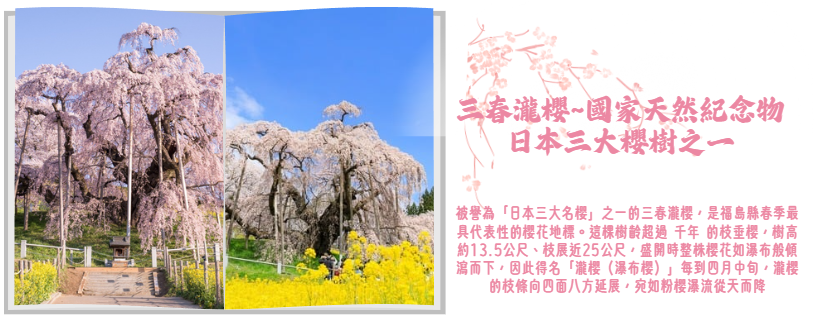 三春瀧櫻~國家天然紀念物
日本三大櫻樹之一
被譽為「日本三大名櫻」之一的三春瀧櫻，是福島縣春季最
具代表性的櫻花地標。這棵樹齡超過 千年 的枝垂櫻，樹高
約13.5公尺、枝展近25公尺，盛開時整株櫻花如瀑布般傾
瀉而下，因此得名「瀧櫻（瀑布櫻）」每到四月中旬，瀧櫻
的枝條向四面八方延展，宛如粉櫻瀑流從天而降